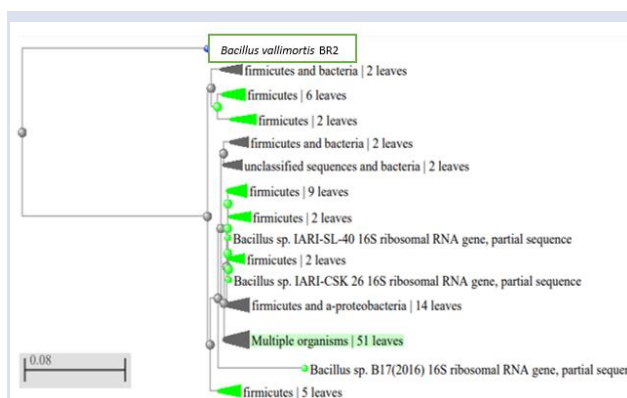 Bacillus vallimortis BR2
firmicutes and bacteria | 2 leaves
firmicutes | 6 leaves
firmicutes | 2 leaves
firmicutes and bacteria | 2 leaves
unclassified sequences and bacteria | 2 leaves
firmicutes | 9 leaves
firmicutes | 2 leaves
Bacillus sp. IARI-SL-40 16S ribosomal RNA gene, partial sequence
firmicutes | 2 leaves
Bacillus sp. IARI-CSK 26 16S ribosomal RNA gene, partial sequence
firmicutes and a-proteobacteria | 14 leaves
Multiple organisms | 51 leaves
Bacillus sp. B17(2016) 16S ribosomal RNA gene, partial sequen
firmicutes | 5 leaves
0.08